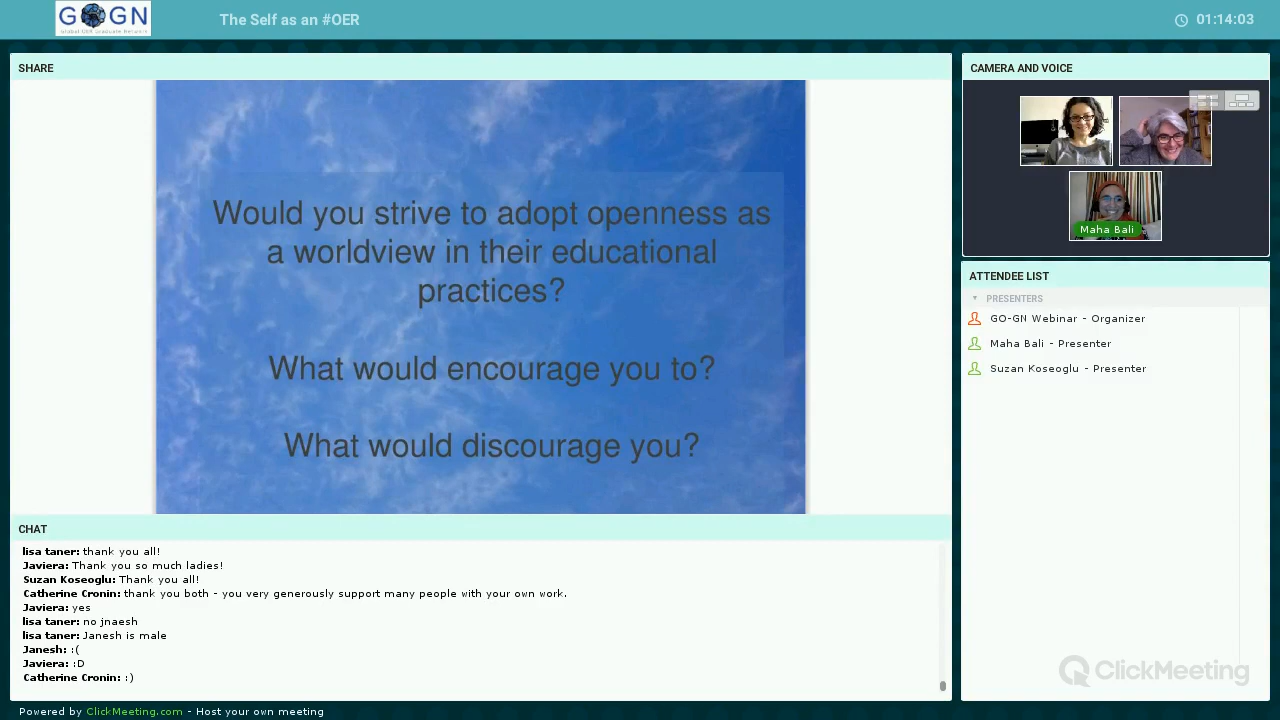 GOGN
Global OER Graduate Network
The Self as an #OER
01:14:03
SHARE
Would you strive to adopt openness as
a worldview in their educational
practices?
What would encourage you to?
What would discourage you?
CHAT
lisa taner: thank you all!
Javiera: Thank you so much ladies!
Suzan Koseoglu: Thank you all!
Catherine Cronin: thank you both - you very generously support many people with your own work.
Javiera: yes
lisa taner: no jnaesh
lisa taner: Janesh is male
Janesh: :(
Javiera: :D
Catherine Cronin: :)
CAMERA AND VOICE
Maha Bali
ATTENDEE LIST
PRESENTERS
GO-GN Webinar - Organizer
Maha Bali - Presenter
Suzan Koseoglu - Presenter
ClickMeeting
Powered by ClickMeeting.com - Host your own meeting